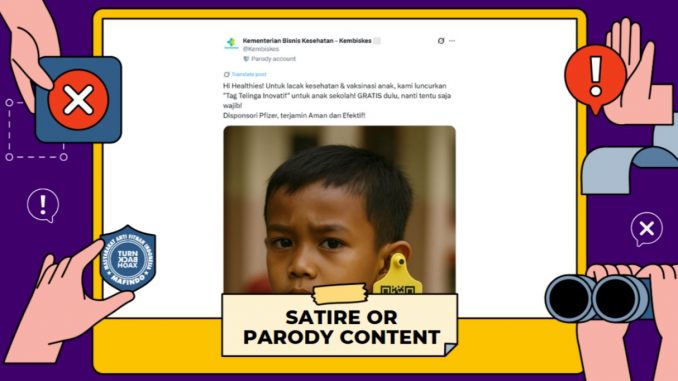 Kementerian Bisnis Kesehatan - Kembiskes
@Kembiskes
Parody account
Translate post
Hi Healthies! Untuk lacak kesehatan & vaksinasi anak, kami luncurkan
"Tag Telinga Inovatif" untuk anak sekolah! GRATIS dulu, nanti tentu saja
wajib!
Disponsori Pfizer, terjamin Aman dan Efektif!
MASYARAKAT ANTI FITNAH INDONESIA
TURN
BACK
HOAX
MAFINDO
SATIRE OR
PARODY CONTENT